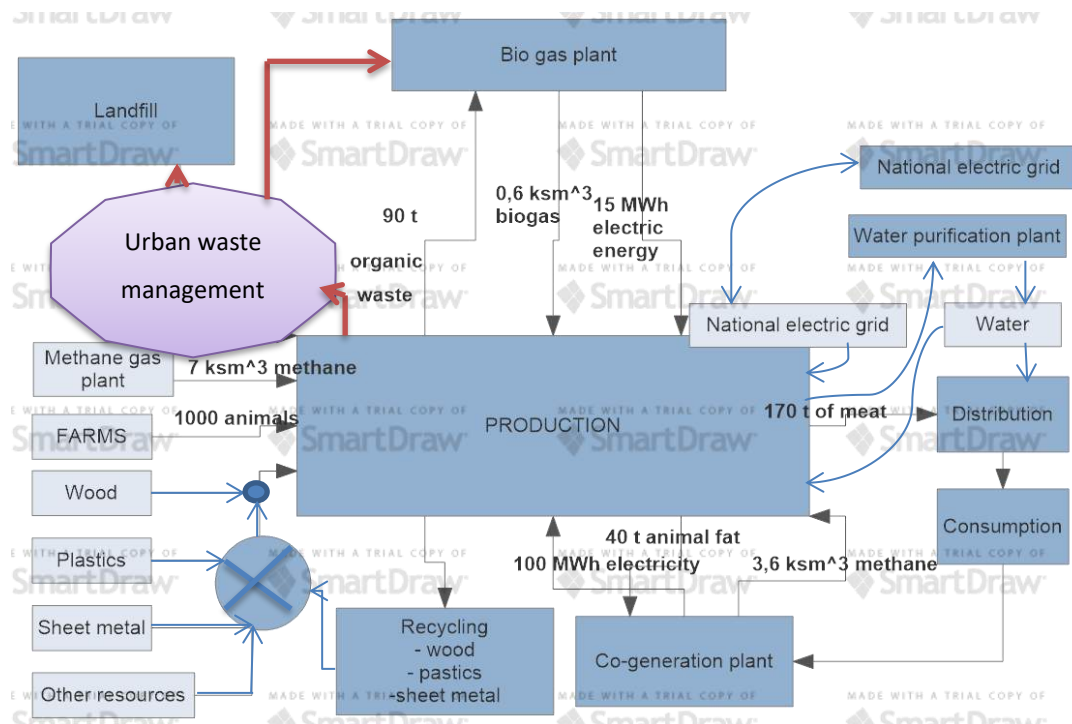 Bio gas plant
Landfill
National electric grid
Water purification plant
Urban waste
management
90 t
organic
waste
0,6 ksm^3
biogas
15 MWh
electric
energy
National electric grid
Water
Methane gas
plant
7 ksm^3 methane
FARMS
1000 animals
PRODUCTION
170 t of meat
Distribution
Wood
Consumption
Plastics
40 t animal fat
100 MWh electricity
3,6 ksm^3 methane
Sheet metal
Recycling
- wood
- pastics
-sheet metal
Co-generation plant
Other resources
MADE WITH A TRIAL COPY OF
SmartDraw